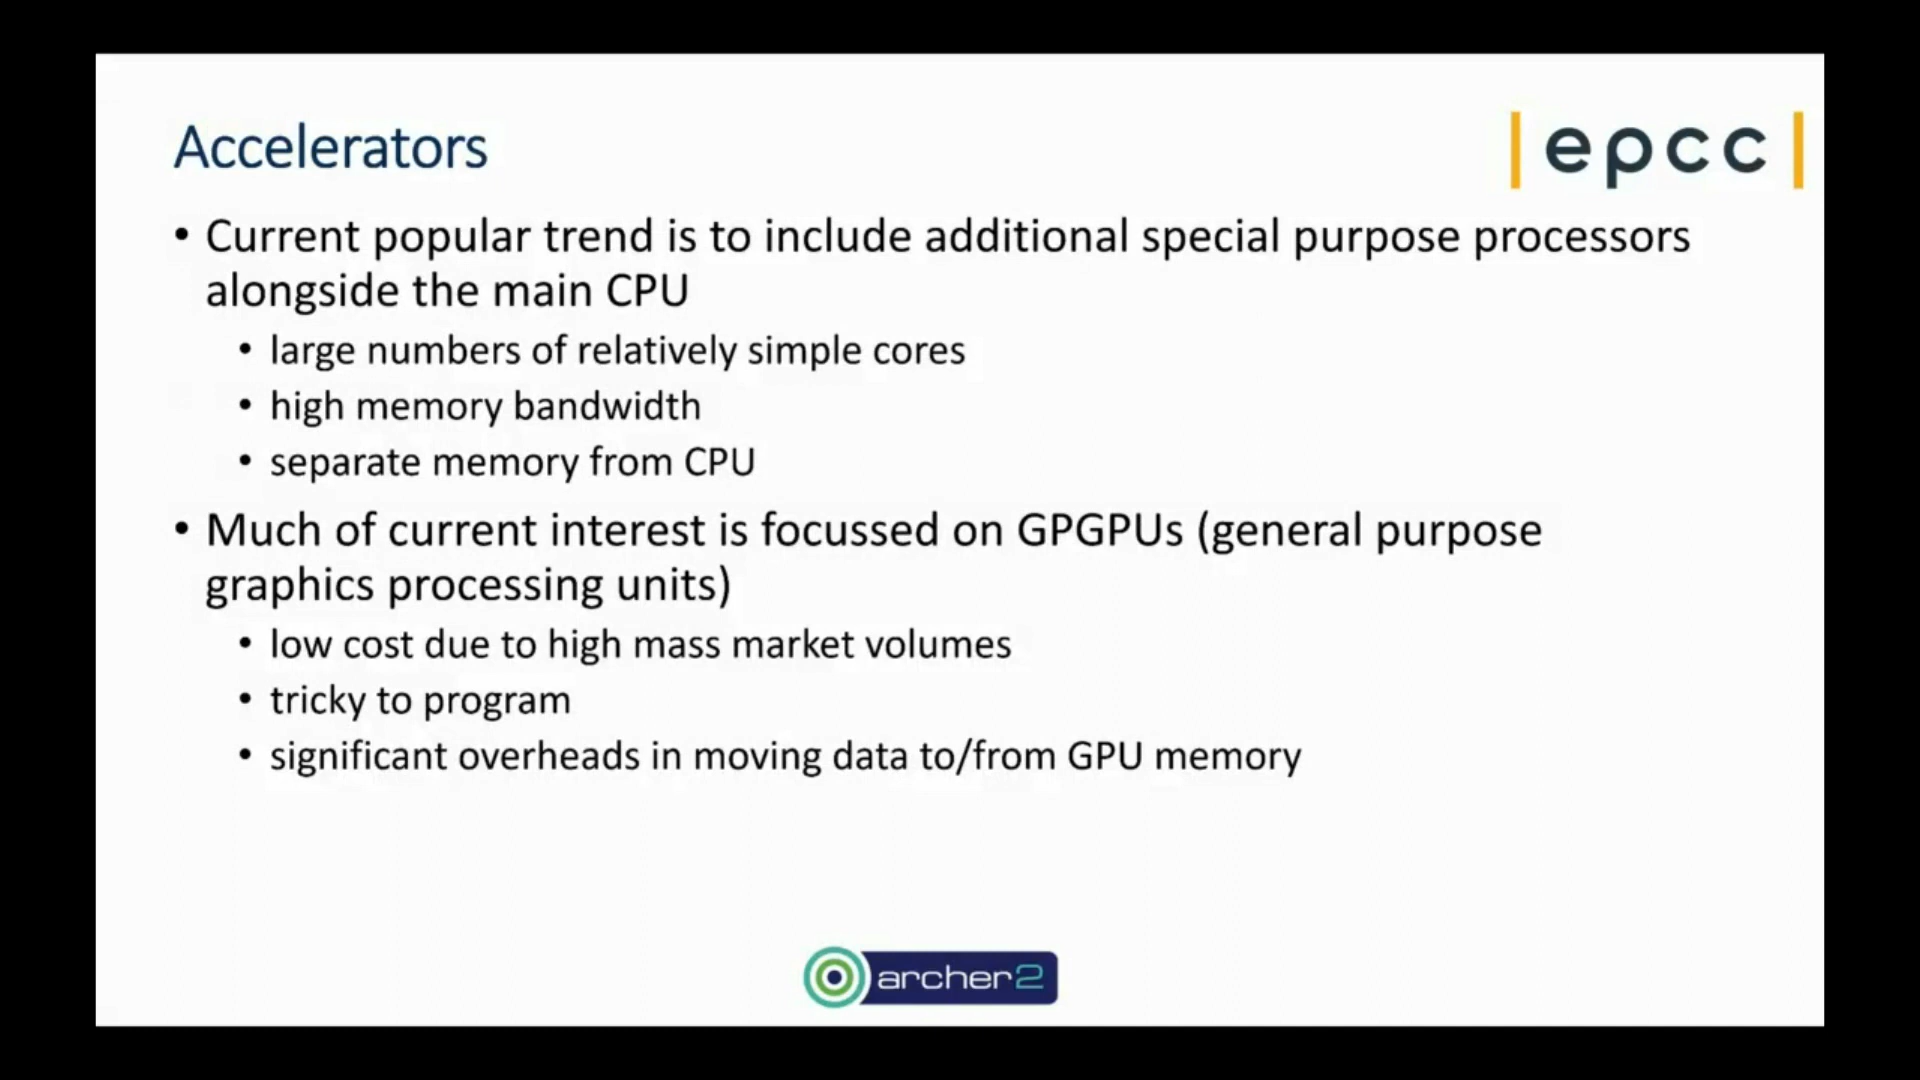 Accelerators
|epcc|
• Current popular trend is to include additional special purpose processors
alongside the main CPU
• large numbers of relatively simple cores
• high memory bandwidth
• separate memory from CPU
• Much of current interest is focussed on GPGPUs (general purpose
graphics processing units)
• low cost due to high mass market volumes
• tricky to program
• significant overheads in moving data to/from GPU memory
archer2